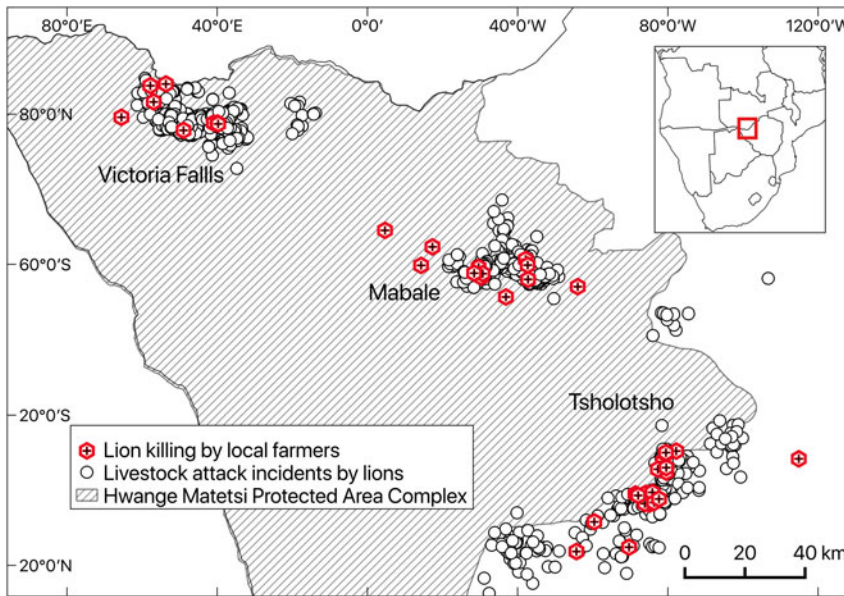 80°0'E 40°0'E 0'0° 40°0'W 80°0'W 120°0'W
80°0'N
Victoria Fallls
60°0'S
Mabale
Tsholotsho
20°0'S
Lion killing by local farmers
Livestock attack incidents by lions
Hwange Matetsi Protected Area Complex
20°0'N
0 20 40 km